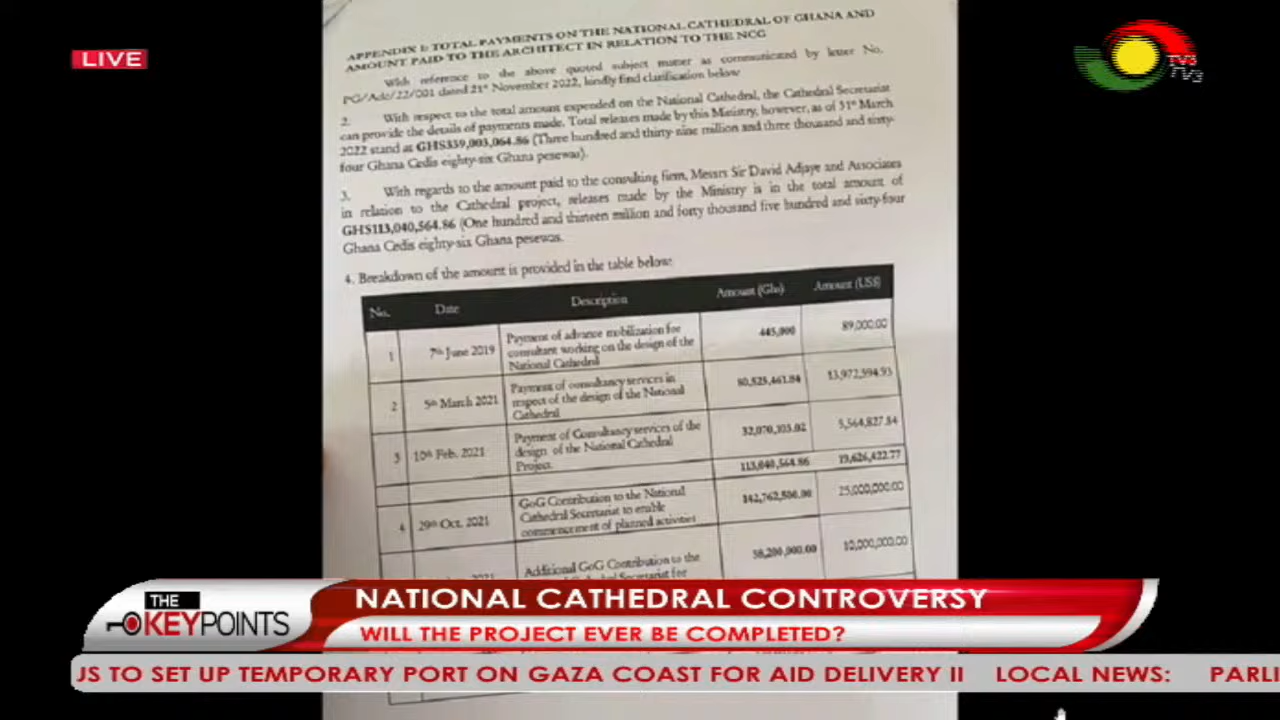 LIVE
TV3
TV3
APPENDIX 1: TOTAL PAYMENTS ON THE NATIONAL CATHEDRAL OF GHANA AND
AMOUNT PAID TO THE ARCHITECT IN RELATION TO THE NCG
With reference to the above quoted subject matter as communicated by letter No.
PG/Adc/22/001 dated 21st November 2022, kindly find clarification below
2. With respect to the total amount expended on the National Cathedral, the Cathedral Secretariat
can provide the details of payments made. Total releases made by this Ministry, however, as of 31st March
2022 stand at GHS339,003,064.86 (Three hundred and thirty-nine million and three thousand and sixty-
four Ghana Cedis eighty-six Ghana pesewas).
3. With regards to the amount paid to the consulting firm, Messrs Sir David Adjaye and Associates
in relation to the Cathedral project, releases made by the Ministry is in the total amount of
GHS113,040,564.86 (One hundred and thirteen million and forty thousand five hundred and sixty-four
Ghana Cedis eighty-six Ghana pesewas.
4. Breakdown of the amount is provided in the table below:
No. Date Description Amount (Ghs) Amount (US$)
1 7th June 2019 Payment of advance mobilization for consultant working on the design of the National Cathedral 445,000 89,000.00
2 5th March 2021 Payment of consultancy services in respect of the design of the National Cathedral 80,525,461.84 13,972,594.93
3 10th Feb. 2021 Payment of Consultancy services of the design of the National Cathedral Project. 32,070,103.02 5,564,827.84
113,040,564.86 19,626,422.77
4 29th Oct. 2021 GoG Contribution to the National Cathedral Secretariat to enable commencement of planned activities 142,762,500.00 25,000,000.00
2021 Additional GoG Contribution to the Secretariat for 58,200,000.00 10,000,000.00
THE
KEYPOINTS
NATIONAL CATHEDRAL CONTROVERSY
WILL THE PROJECT EVER BE COMPLETED?
JS TO SET UP TEMPORARY PORT ON GAZA COAST FOR AID DELIVERY II LOCAL NEWS: PARLI